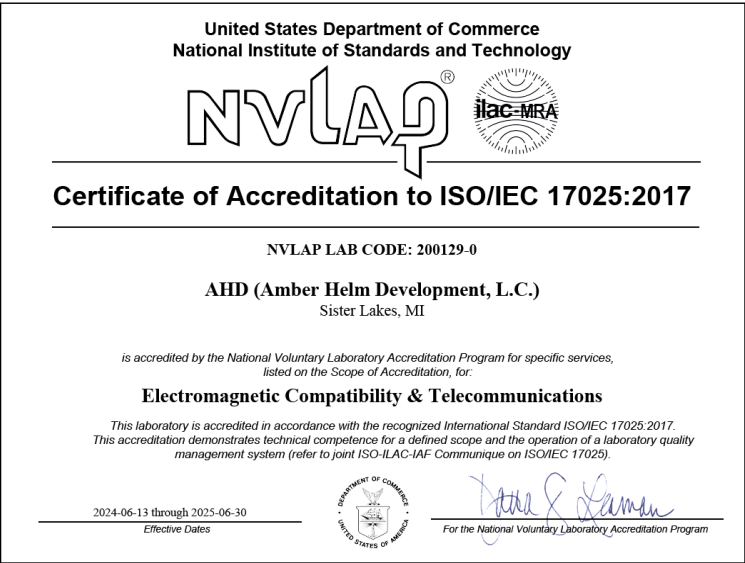 United States Department of Commerce
National Institute of Standards and Technology
NVLAP®
ilac-MRA
Certificate of Accreditation to ISO/IEC 17025:2017
NVLAP LAB CODE: 200129-0
AHD (Amber Helm Development, L.C.)
Sister Lakes, MI
is accredited by the National Voluntary Laboratory Accreditation Program for specific services,
listed on the Scope of Accreditation, for:
Electromagnetic Compatibility & Telecommunications
This laboratory is accredited in accordance with the recognized International Standard ISO/IEC 17025:2017.
This accreditation demonstrates technical competence for a defined scope and the operation of a laboratory quality
management system (refer to joint ISO-ILAC-IAF Communique on ISO/IEC 17025).
2024-06-13 through 2025-06-30
Effective Dates
DEPARTMENT OF COMMERCE
UNITED STATES OF AMERICA
For the National Voluntary Laboratory Accreditation Program